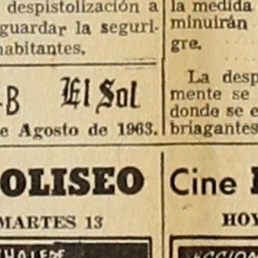 despistolización a
guardar la seguri-
habitantes.
la medida
minuirán
gre.
La desp
mente se
donde se e
briagantes
-B El Sol
e Agosto de 1963.
OLISEO
MARTES 13
Cine
HOY